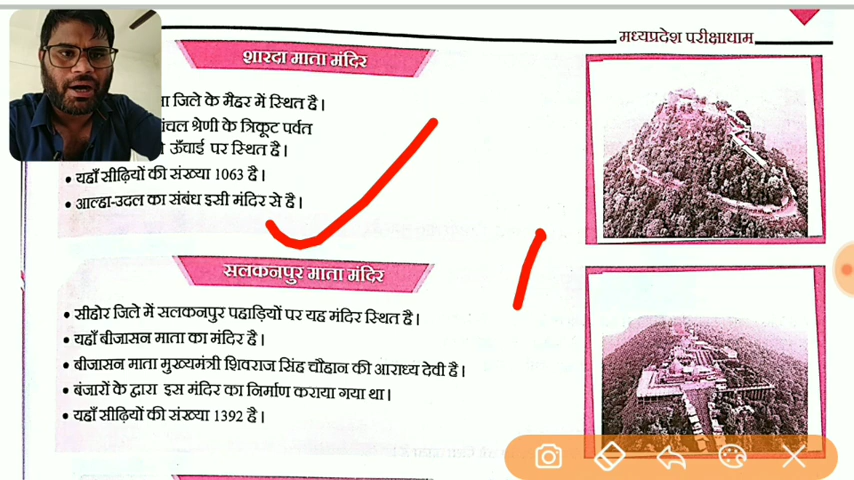 मध्यप्रदेश परीक्षाधाम
शारदा माता मंदिर
जिले के मैहर में स्थित है।
श्रेणी के त्रिकूट पर्वत
ऊँचाई पर स्थित है।
• यहाँ सीढ़ियों की संख्या 1063 है।
• आल्हा-उदल का संबंध इसी मंदिर से है।
सलकनपुर माता मंदिर
• सीहोर जिले में सलकनपुर पहाड़ियों पर यह मंदिर स्थित है।
• यहाँ बीजासन माता का मंदिर है।
• बीजासन माता मुख्यमंत्री शिवराज सिंह चौहान की आराध्य देवी है।
• बंजारों के द्वारा इस मंदिर का निर्माण कराया गया था।
• यहाँ सीढ़ियों की संख्या 1392 है।